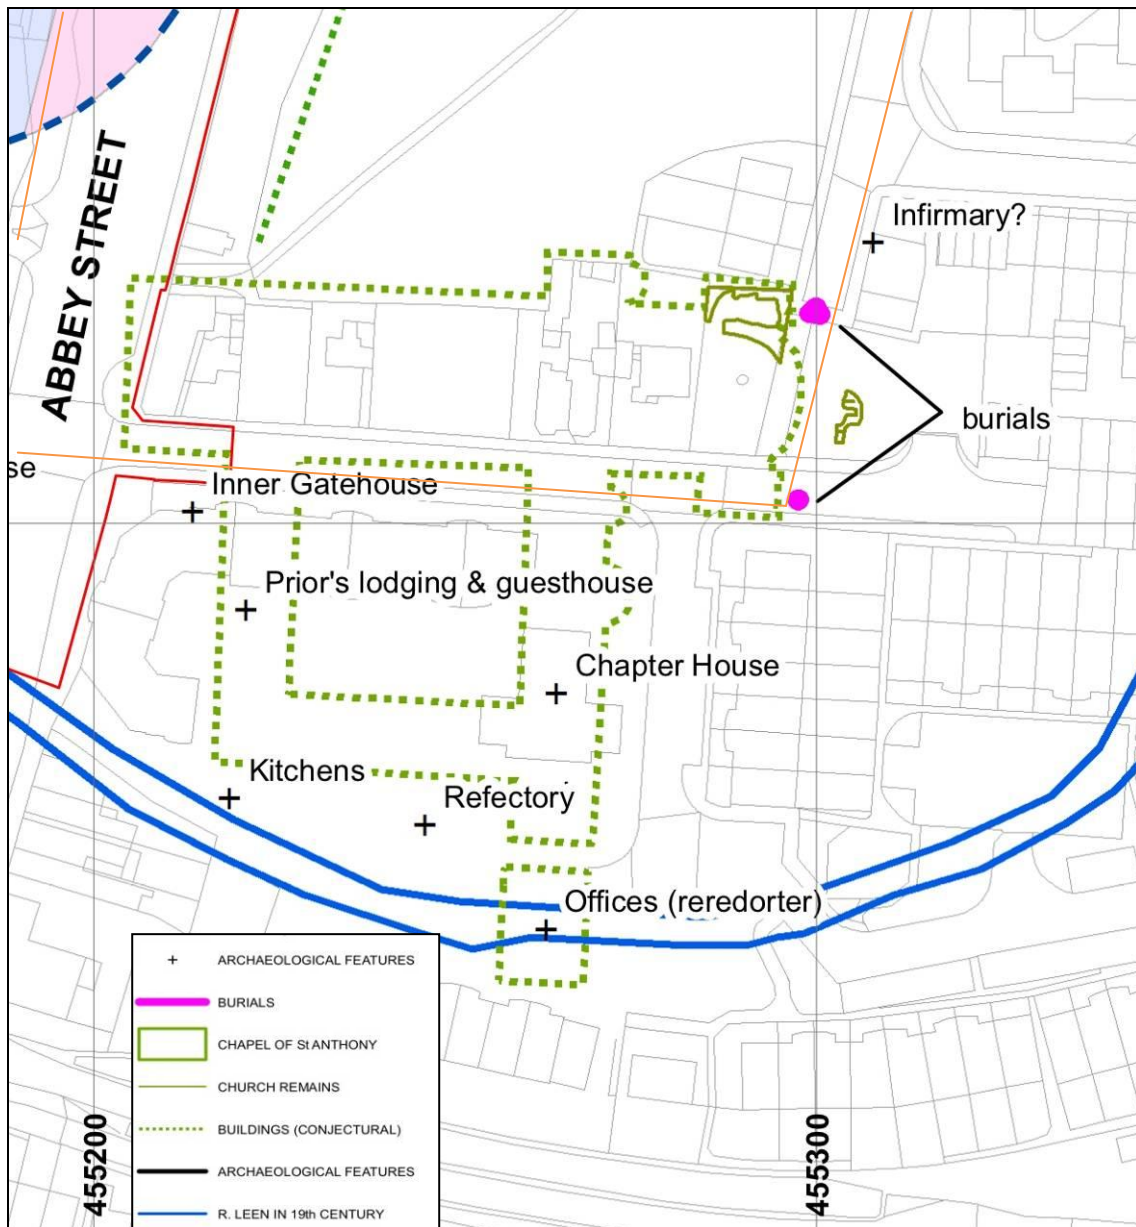 ABBEY STREET
Infirmary?
burials
se
Inner Gatehouse
Prior's lodging & guesthouse
Chapter House
Kitchens
Refectory
Offices (reredorter)
ARCHAEOLOGICAL FEATURES
BURIALS
CHAPEL OF St ANTHONY
CHURCH REMAINS
BUILDINGS (CONJECTURAL)
ARCHAEOLOGICAL FEATURES
R. LEEN IN 19th CENTURY
455200
455300